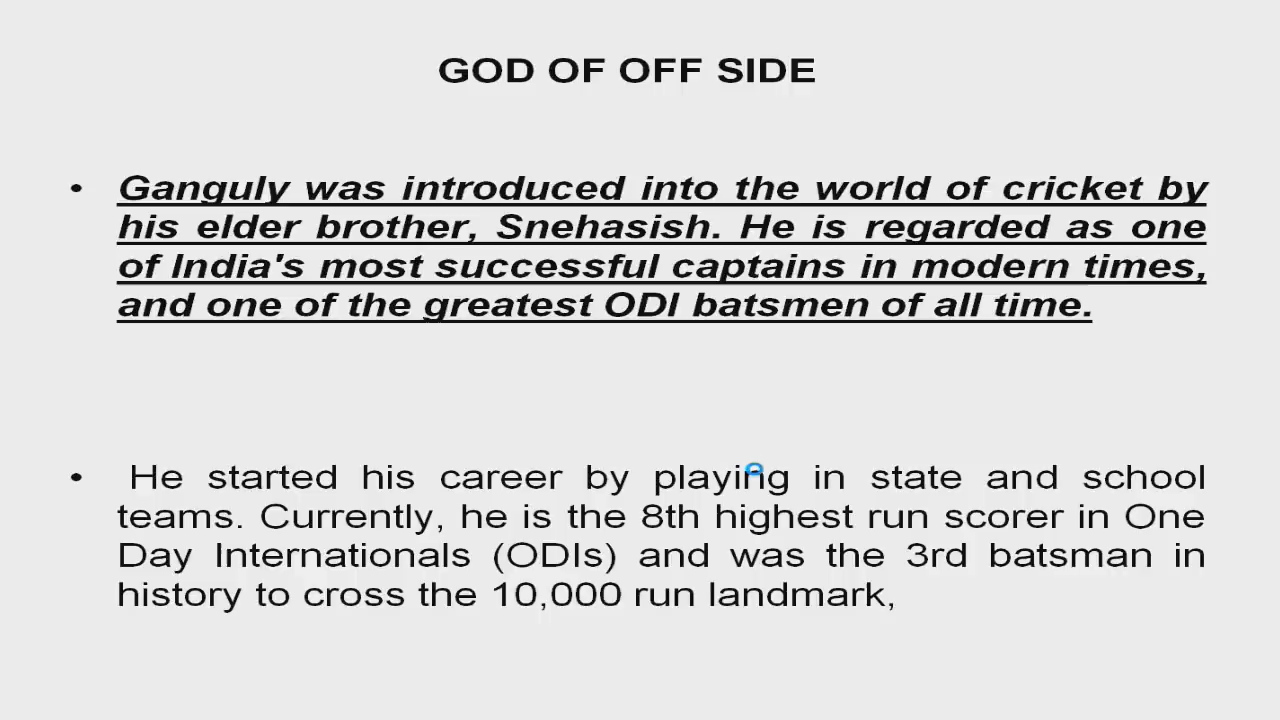 GOD OF OFF SIDE
• Ganguly was introduced into the world of cricket by
his elder brother, Snehasish. He is regarded as one
of India's most successful captains in modern times,
and one of the greatest ODI batsmen of all time.
• He started his career by playing in state and school
teams. Currently, he is the 8th highest run scorer in One
Day Internationals (ODIs) and was the 3rd batsman in
history to cross the 10,000 run landmark,